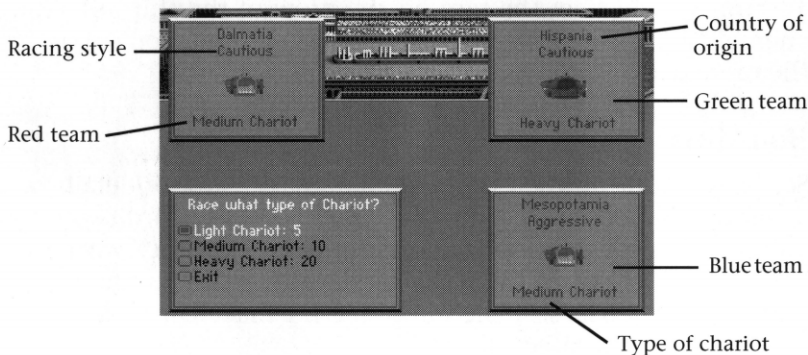 Racing style
Red team
Dalmatia
Cautious
Medium Chariot
Hispania
Cautious
Heavy Chariot
Country of
origin
Green team
Race what type of Chariot?
Light Chariot: 5
Medium Chariot: 10
Heavy Chariot: 20
Exit
Mesopotamia
Aggressive
Medium Chariot
Blue team
Type of chariot